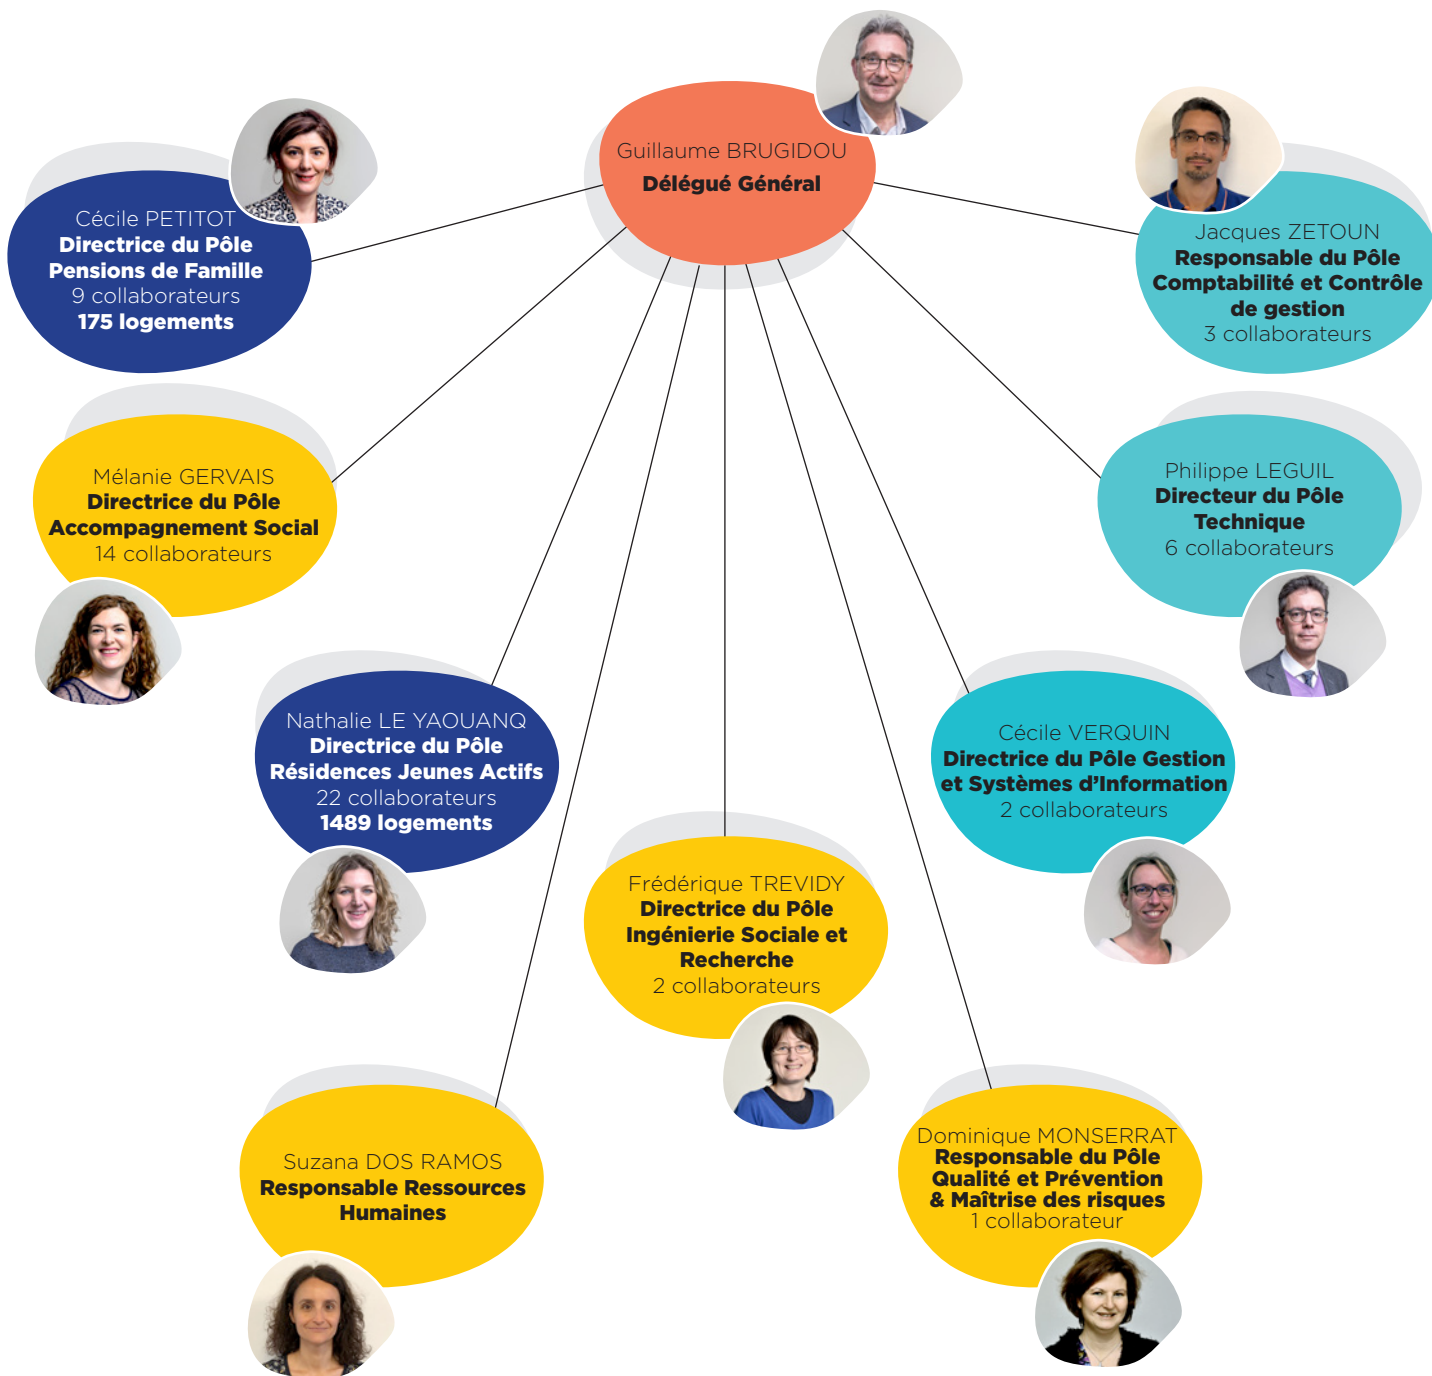 Guillaume BRUGIDOU
Délégué Général
Cécile PETITOT
Directrice du Pôle
Pensions de Famille
9 collaborateurs
175 logements
Jacques ZETOUN
Responsable du Pôle
Comptabilité et Contrôle
de gestion
3 collaborateurs
Mélanie GERVAIS
Directrice du Pôle
Accompagnement Social
14 collaborateurs
Philippe LEGUIL
Directeur du Pôle
Technique
6 collaborateurs
Nathalie LE YAOUANQ
Directrice du Pôle
Résidences Jeunes Actifs
22 collaborateurs
1489 logements
Cécile VERQUIN
Directrice du Pôle Gestion
et Systèmes d'Information
2 collaborateurs
Frédérique TREVIDY
Directrice du Pôle
Ingénierie Sociale et
Recherche
2 collaborateurs
Suzana DOS RAMOS
Responsable Ressources
Humaines
Dominique MONSERRAT
Responsable du Pôle
Qualité et Prévention
& Maîtrise des risques
1 collaborateur